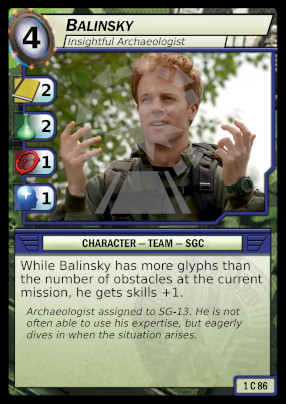 4
BALINSKY
Insightful Archaeologist
2
2
1
1
CHARACTER – TEAM – SGC
While Balinsky has more glyphs than
the number of obstacles at the current
mission, he gets skills +1.
Archaeologist assigned to SG-13. He is not
often able to use his expertise, but eagerly
dives in when the situation arises.
1 C 86